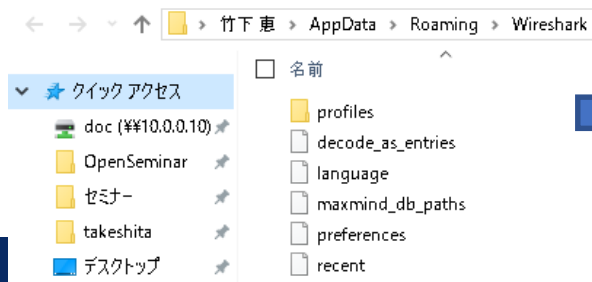 竹下 恵 > AppData > Roaming > Wireshark
名前
クイック アクセス
doc (¥¥10.0.0.10)
OpenSeminar
セミナー
takeshita
デスクトップ
profiles
decode_as_entries
language
maxmind_db_paths
preferences
recent